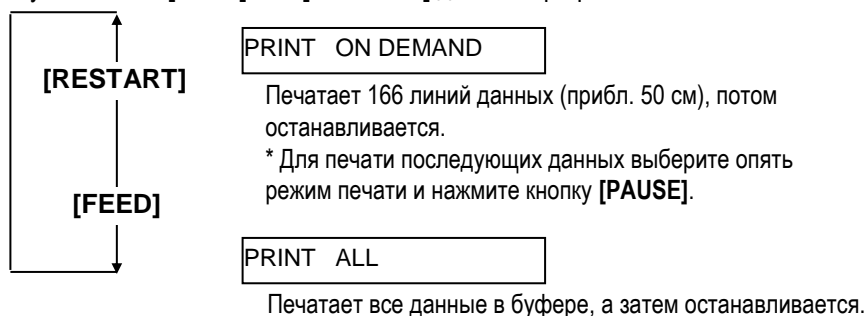 PRINT ON DEMAND
[RESTART]
Печатает 166 линий данных (прибл. 50 см), потом
останавливается.
* Для печати последующих данных выберите опять
режим печати и нажмите кнопку [PAUSE].
[FEED]
PRINT ALL
Печатает все данные в буфере, а затем останавливается.